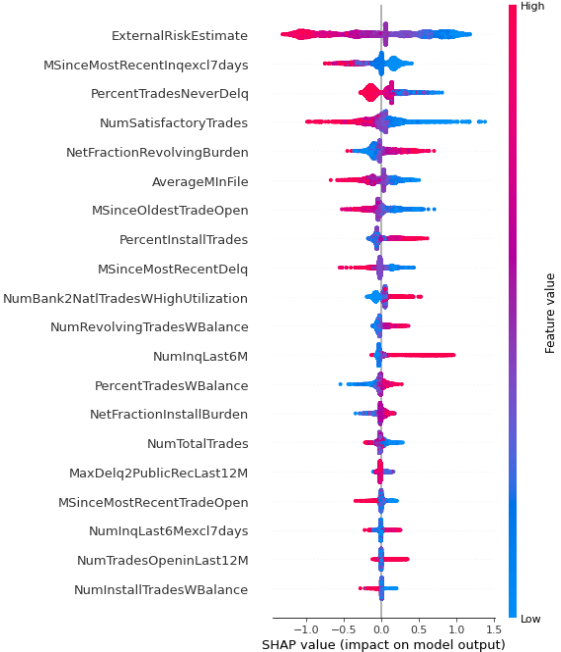 High
ExternalRiskEstimate
MSinceMostRecentInqexcl7days
PercentTradesNeverDelq
NumSatisfactoryTrades
NetFractionRevolvingBurden
AverageMInFile
MSinceOldestTradeOpen
PercentInstallTrades
MSinceMostRecentDelq
NumBank2NatlTradesWHighUtilization
NumRevolvingTradesWBalance
NumInqLast6M
PercentTradesWBalance
NetFractionInstallBurden
NumTotalTrades
MaxDelq2PublicRecLast12M
MSinceMostRecentTradeOpen
NumInqLast6Mexcl7days
NumTradesOpeninLast12M
NumInstallTradesWBalance
Feature value
Low
−1.0 −0.5 0.0 0.5 1.0 1.5
SHAP value (impact on model output)